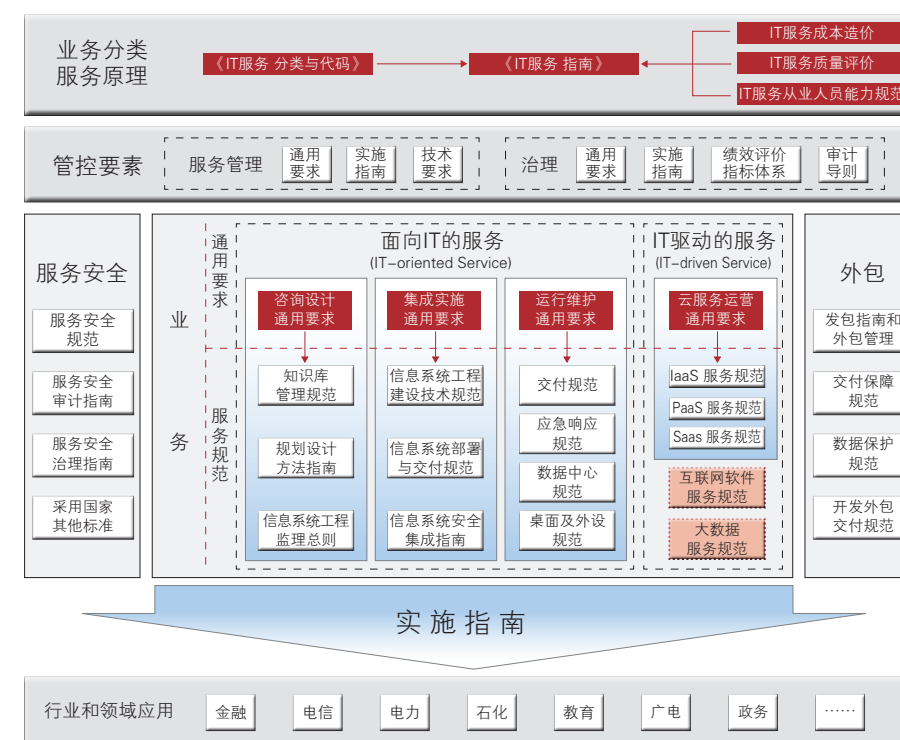 业务分类
服务原理
《IT服务 分类与代码》
《IT服务 指南》
IT服务成本造价
IT服务质量评价
IT服务从业人员能力规范
管控要素
服务管理
通用
要求
实施
指南
技术
要求
治理
通用
要求
实施
指南
绩效评价
指标体系
审计
导则
服务安全
服务安全
规范
服务安全
审计指南
服务安全
治理指南
采用国家
其他标准
业务
通用要求
服务规范
面向IT的服务
(IT-oriented Service)
咨询设计
通用要求
知识库
管理规范
规划设计
方法指南
信息系统工程
监理总则
集成实施
通用要求
信息系统工程
建设技术规范
信息系统部署
与交付规范
信息系统安全
集成指南
运行维护
通用要求
交付规范
应急响应
规范
数据中心
规范
桌面及外设
规范
IT驱动的服务
(IT-driven Service)
云服务运营
通用要求
IaaS 服务规范
PaaS 服务规范
Saas 服务规范
互联网软件
服务规范
大数据
服务规范
外包
发包指南和
外包管理
交付保障
规范
数据保护
规范
开发外包
交付规范
实施指南
行业和领域应用
金融
电信
电力
石化
教育
广电
政务
……